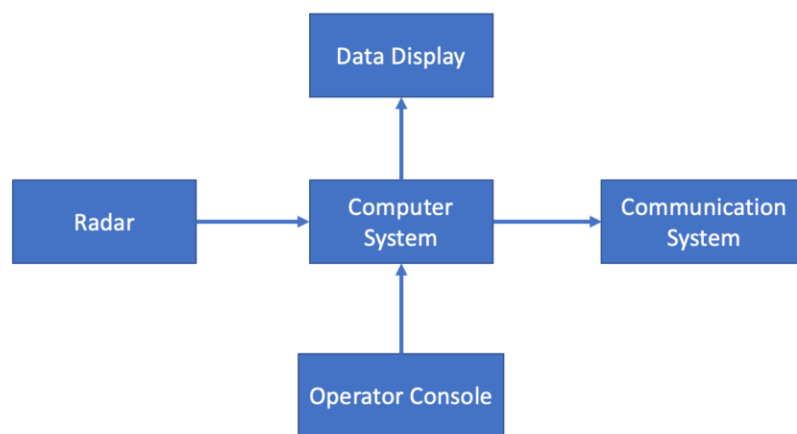 Data Display
Radar
Computer
System
Communication
System
Operator Console